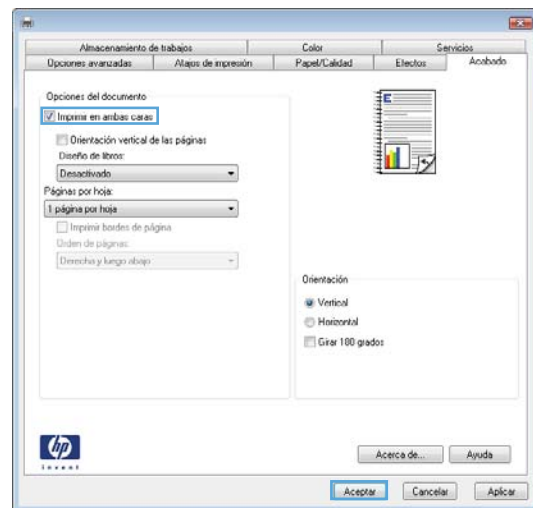 Almacenamiento de trabajos
Color
Servicios
Opciones avanzadas
Atajos de impresión
Papel/Calidad
Efectos
Acabado
Opciones del documento
Imprimir en ambas caras
Orientación vertical de las páginas
Diseño de libros:
Desactivado
Páginas por hoja:
1 página por hoja
Imprimir bordes de página
Orden de páginas:
Derecha y luego abajo
E
Orientación
Vertical
Horizontal
Girar 180 grados
hp
invent
Acerca de...
Ayuda
Aceptar
Cancelar
Aplicar